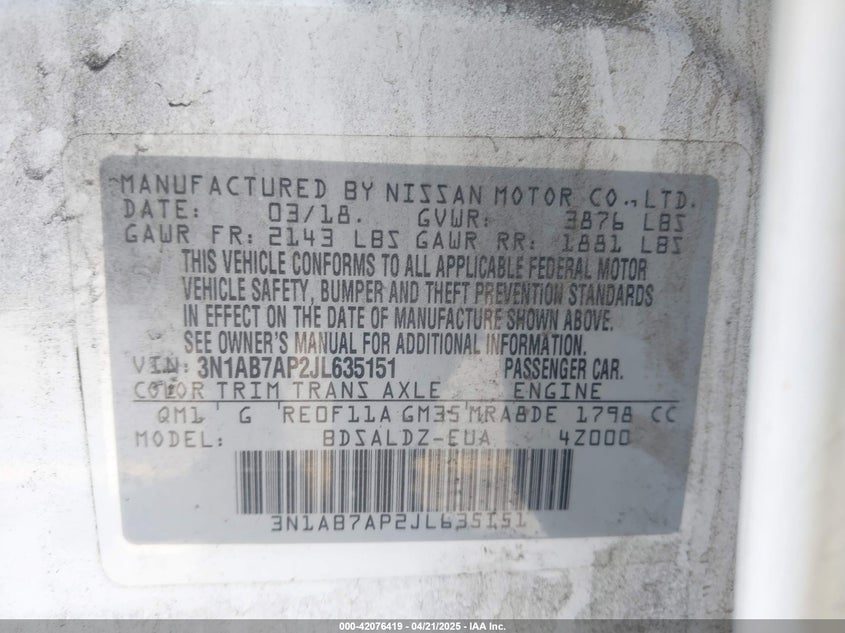 MANUFACTURED BY NISSAN MOTOR CO.,LTD.
DATE: 03/18. GVWR: 3876 LBS
GAWR FR: 2143 LBS GAWR RR: 1881 LBS
THIS VEHICLE CONFORMS TO ALL APPLICABLE FEDERAL MOTOR
VEHICLE SAFETY, BUMPER AND THEFT PREVENTION STANDARDS
IN EFFECT ON THE DATE OF MANUFACTURE SHOWN ABOVE.
SEE OWNER'S MANUAL FOR ADDITIONAL INFORMATION.
VIN: 3N1AB7AP2JL635151 PASSENGER CAR.
COLOR TRIM TRANS AXLE ENGINE
QM1 G RE0F11A GM35 MRA8DE 1798 CC
MODEL: BDSALDZ-EUA 4Z000
3N1AB7AP2JL635151
000-42076419 - 04/21/2025 - IAA Inc.